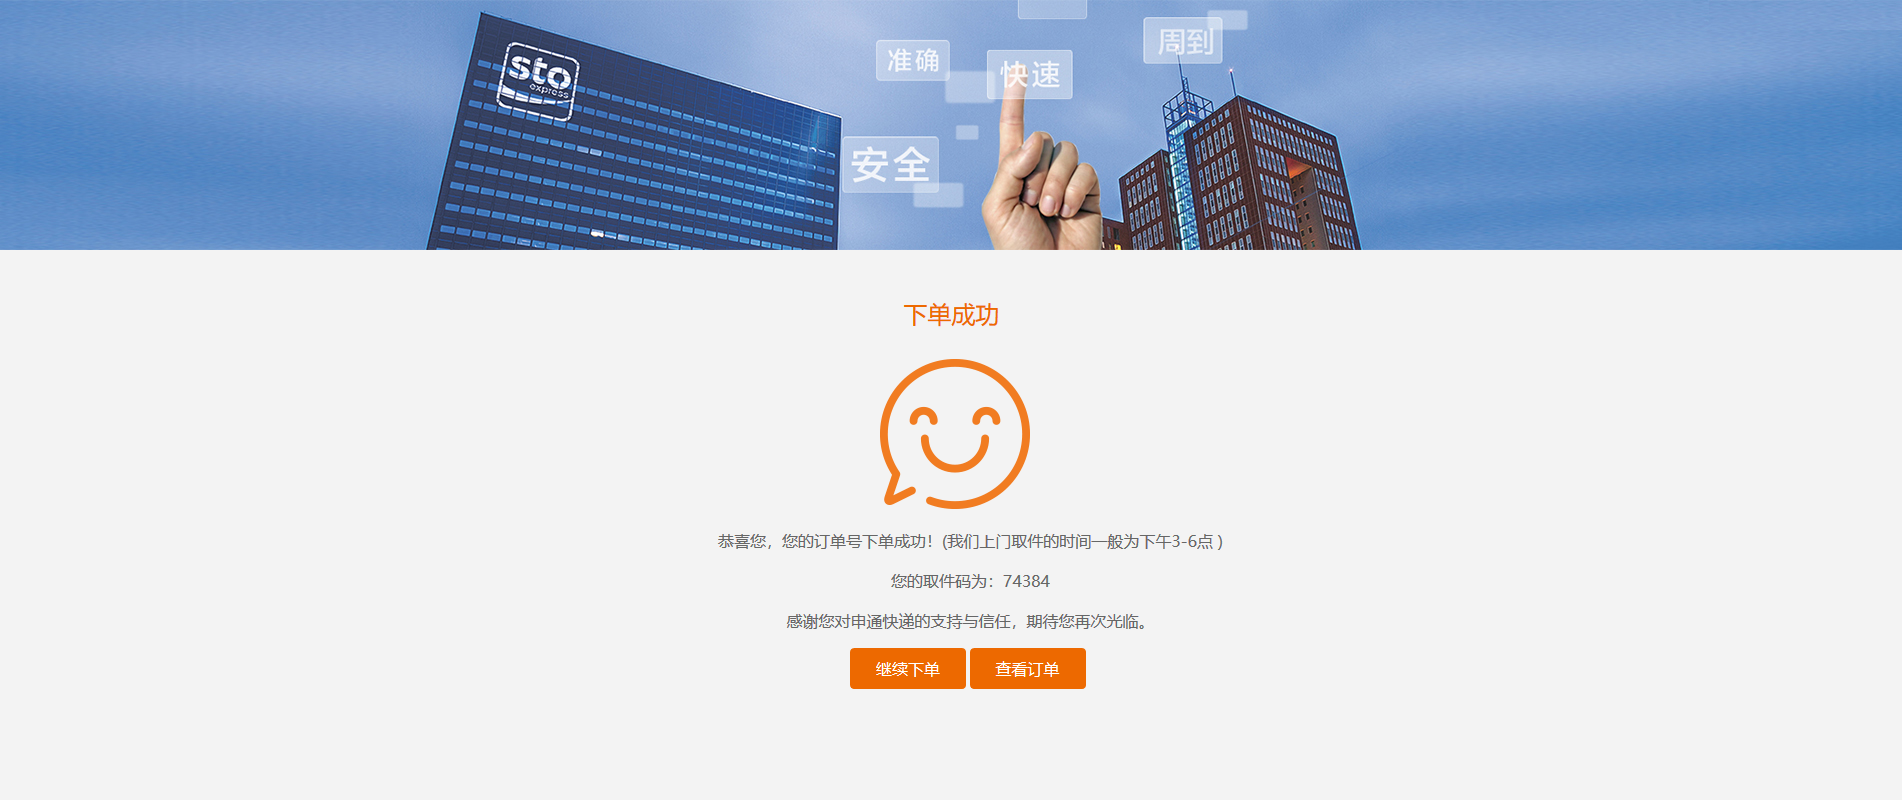 sto
express
准确
快速
周到
安全
下单成功
恭喜您，您的订单号下单成功！(我们上门取件的时间一般为下午3-6点 )
您的取件码为：74384
感谢您对申通快递的支持与信任，期待您再次光临。
继续下单
查看订单